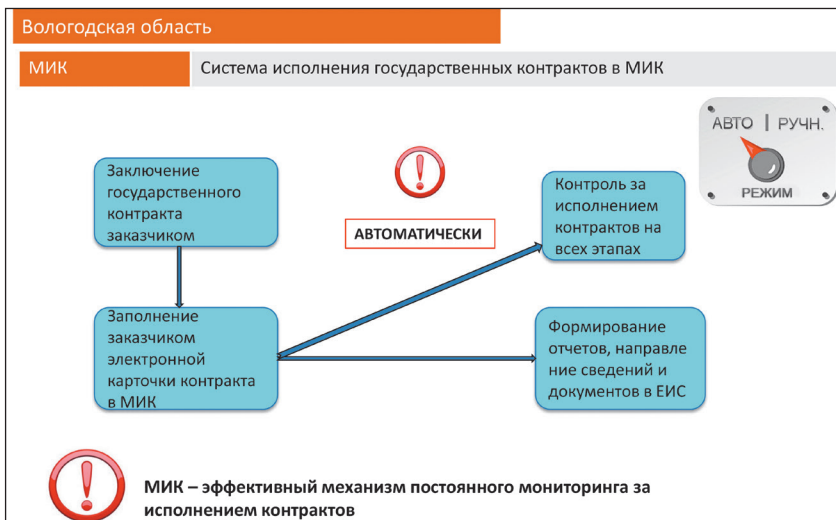 Вологодская область
МИК
Система исполнения государственных контрактов в МИК
АВТО | РУЧН.
РЕЖИМ
Заключение
государственного
контракта
заказчиком
АВТОМАТИЧЕСКИ
Контроль за
исполнением
контрактов на
всех этапах
Заполнение
заказчиком
электронной
карточки контракта
в МИК
Формирование
отчетов, направле
ние сведений и
документов в ЕИС
МИК – эффективный механизм постоянного мониторинга за
исполнением контрактов